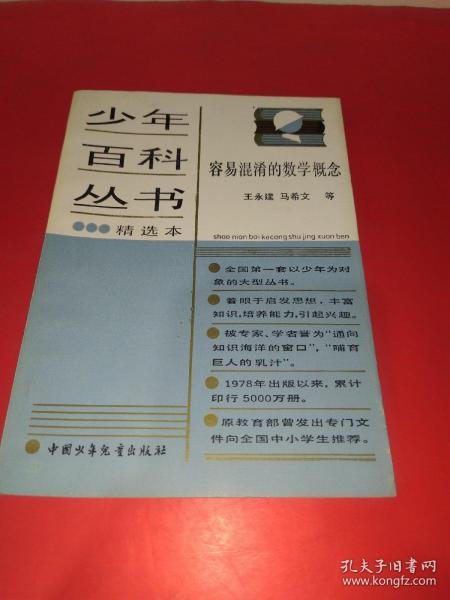 少年
百科
丛书
精选本
容易混淆的数学概念
王永建 马希文 等
shao nian bai ke cong shu jing xuan ben
全国第一套以少年为对
象的大型丛书。
着眼于启发思想，丰富
知识，培养能力，引起兴趣。
被专家、学者誉为“通向
知识海洋的窗口”，“哺育
巨人的乳汁”。
1978年出版以来，累计
印行5000万册。
原教育部曾发出专门文
件向全国中小学生推荐。
中国少年儿童出版社
孔夫子旧书网
www.kongfz.com